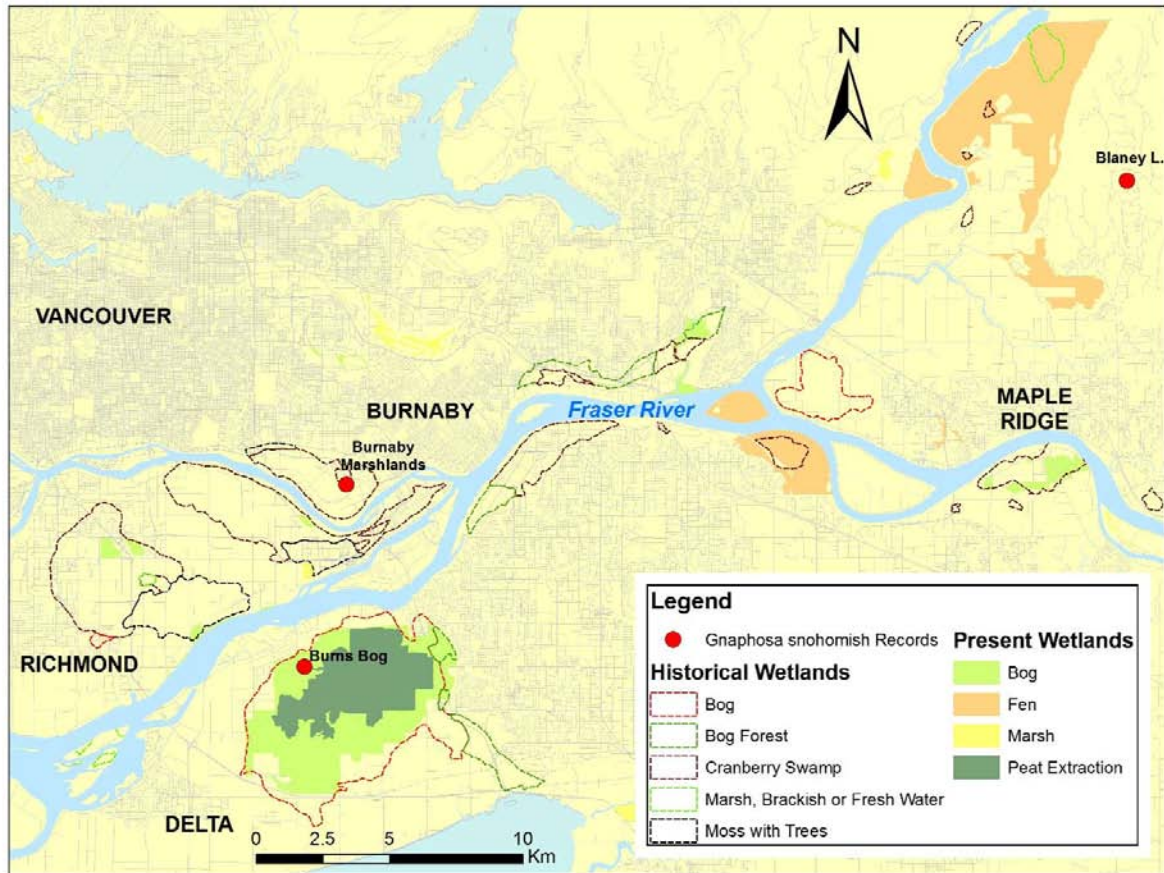 N
Blaney L.
VANCOUVER
BURNABY
Fraser River
MAPLE
RIDGE
Burnaby
Marshlands
RICHMOND
Burns Bog
DELTA
0 2.5 5 10
Km
Legend
Gnaphosa snohomish Records
Historical Wetlands
Bog
Bog Forest
Cranberry Swamp
Marsh, Brackish or Fresh Water
Moss with Trees
Present Wetlands
Bog
Fen
Marsh
Peat Extraction